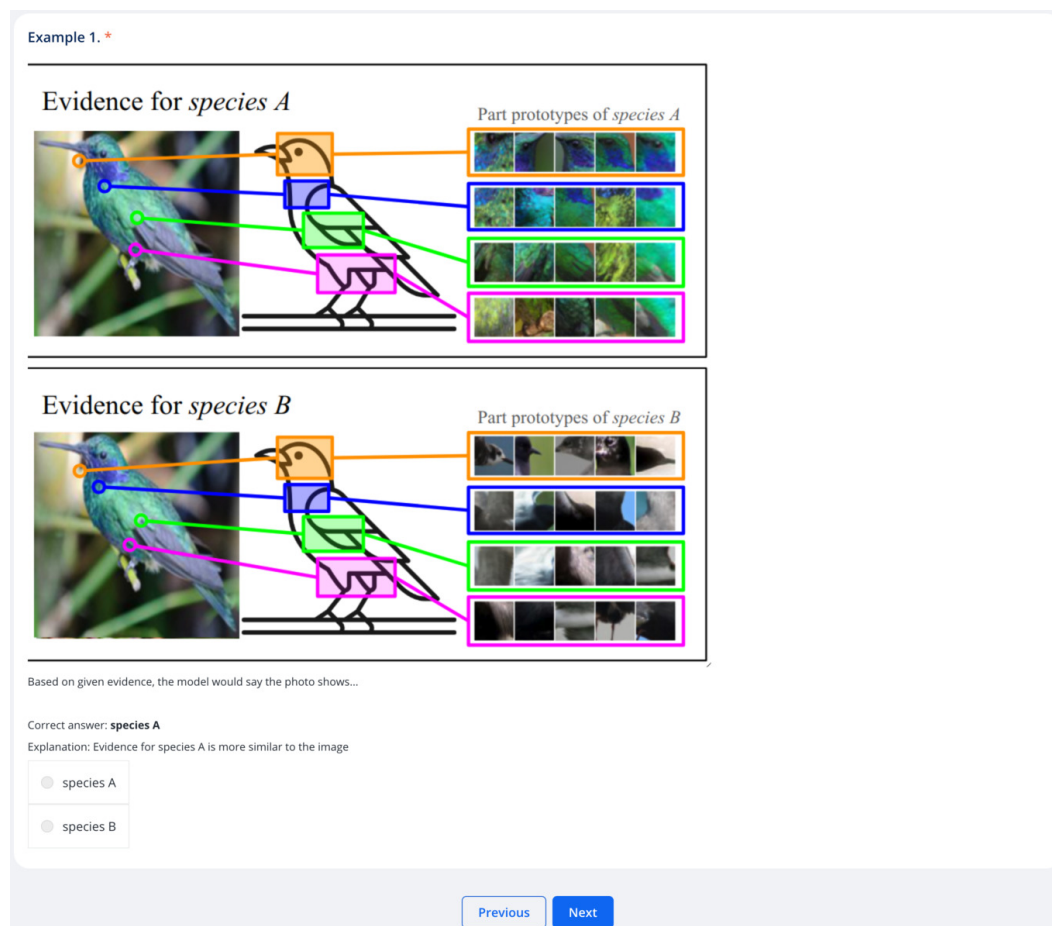 Example 1. *
Evidence for species A
Part prototypes of species A
Evidence for species B
Part prototypes of species B
Based on given evidence, the model would say the photo shows...
Correct answer: species A
Explanation: Evidence for species A is more similar to the image
species A
species B
Previous
Next